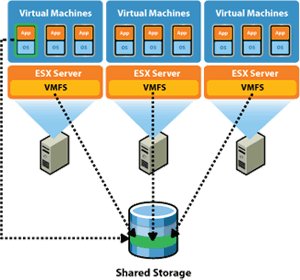 Virtual Machines Virtual Machines Virtual Machines
App App App App App App App App App
OS OS OS OS OS OS OS OS OS
ESX Server ESX Server ESX Server
VMFS VMFS VMFS
Shared Storage